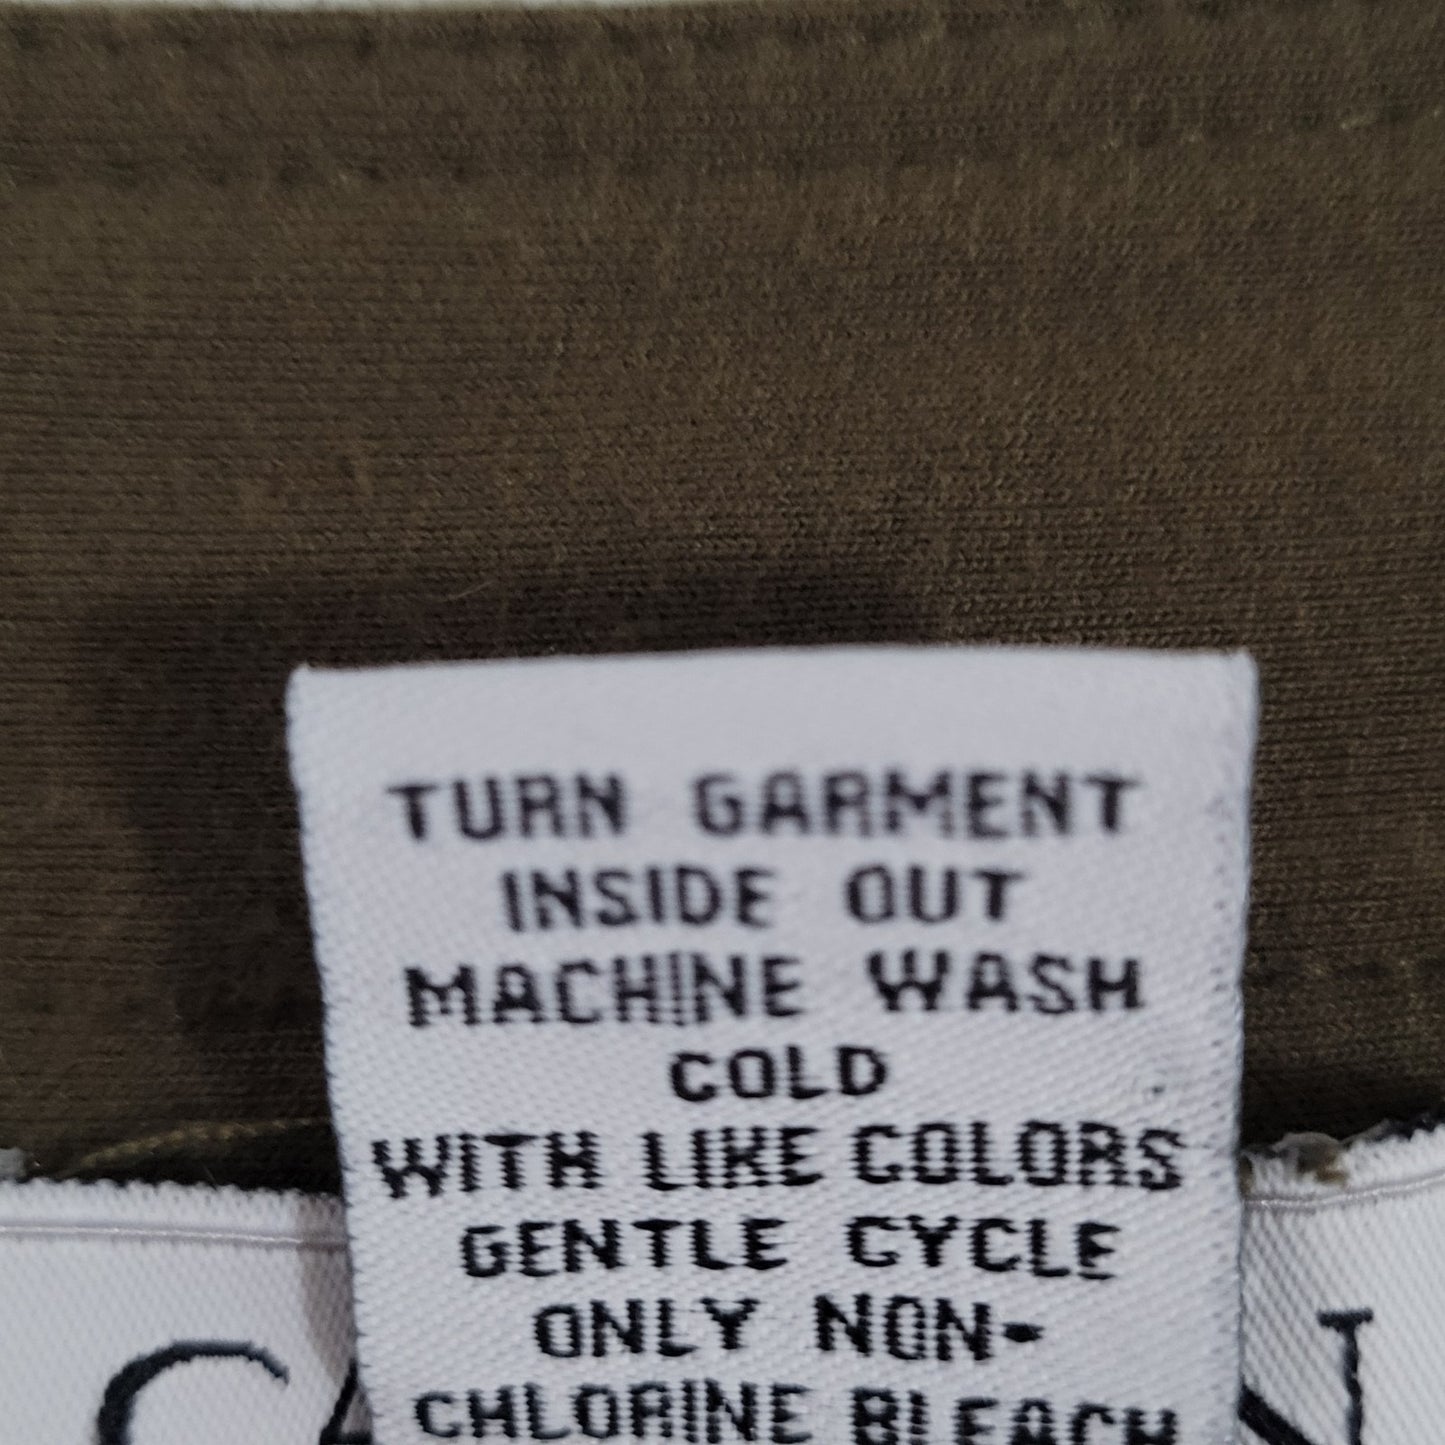 TURN GARMENT
INSIDE OUT
MACHINE WASH
COLD
WITH LIKE COLORS
GENTLE CYCLE
ONLY NON-
CHLORINE BLEACH